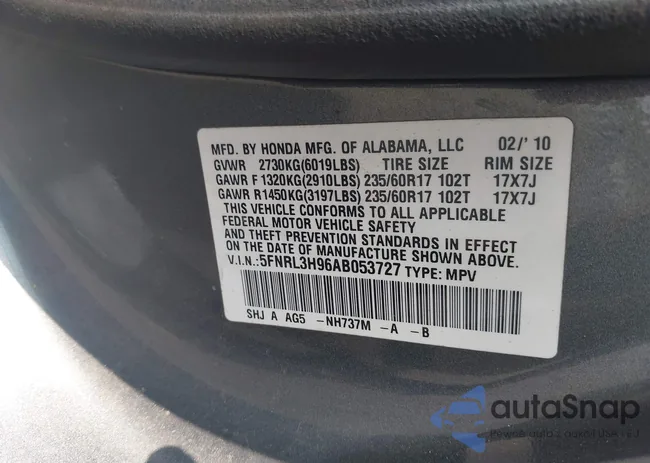 MFD. BY HONDA MFG. OF ALABAMA, LLC 02/' 10
GVWR 2730KG(6019LBS) TIRE SIZE RIM SIZE
GAWR F 1320KG(2910LBS) 235/60R17 102T 17X7J
GAWR R1450KG(3197LBS) 235/60R17 102T 17X7J
THIS VEHICLE CONFORMS TO ALL APPLICABLE
FEDERAL MOTOR VEHICLE SAFETY
AND THEFT PREVENTION STANDARDS IN EFFECT
ON THE DATE OF MANUFACTURE SHOWN ABOVE.
V.I.N.:5FNRL3H96AB053727 TYPE: MPV
SHJ A AG5 -NH737M -A -B
autoSnap